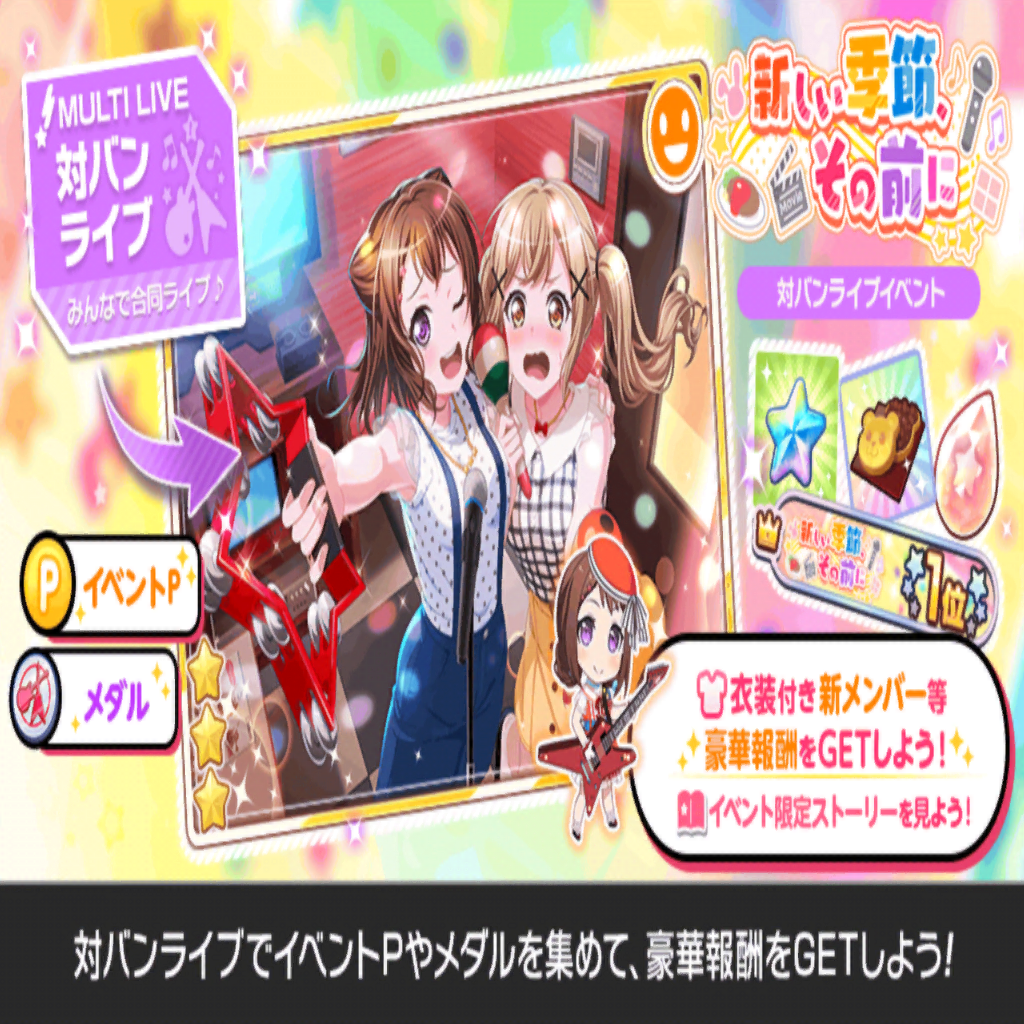 MULTI LIVE
対バン
ライブ
みんなで合同ライブ♪
新しい季節、
その前に
Movie
対バンライブイベント
新しい季節、
その前に
1位
P イベントP
メダル
衣装付き新メンバー等
豪華報酬をGETしよう!
イベント限定ストーリーを見よう!
対バンライブでイベントPやメダルを集めて、豪華報酬をGETしよう!